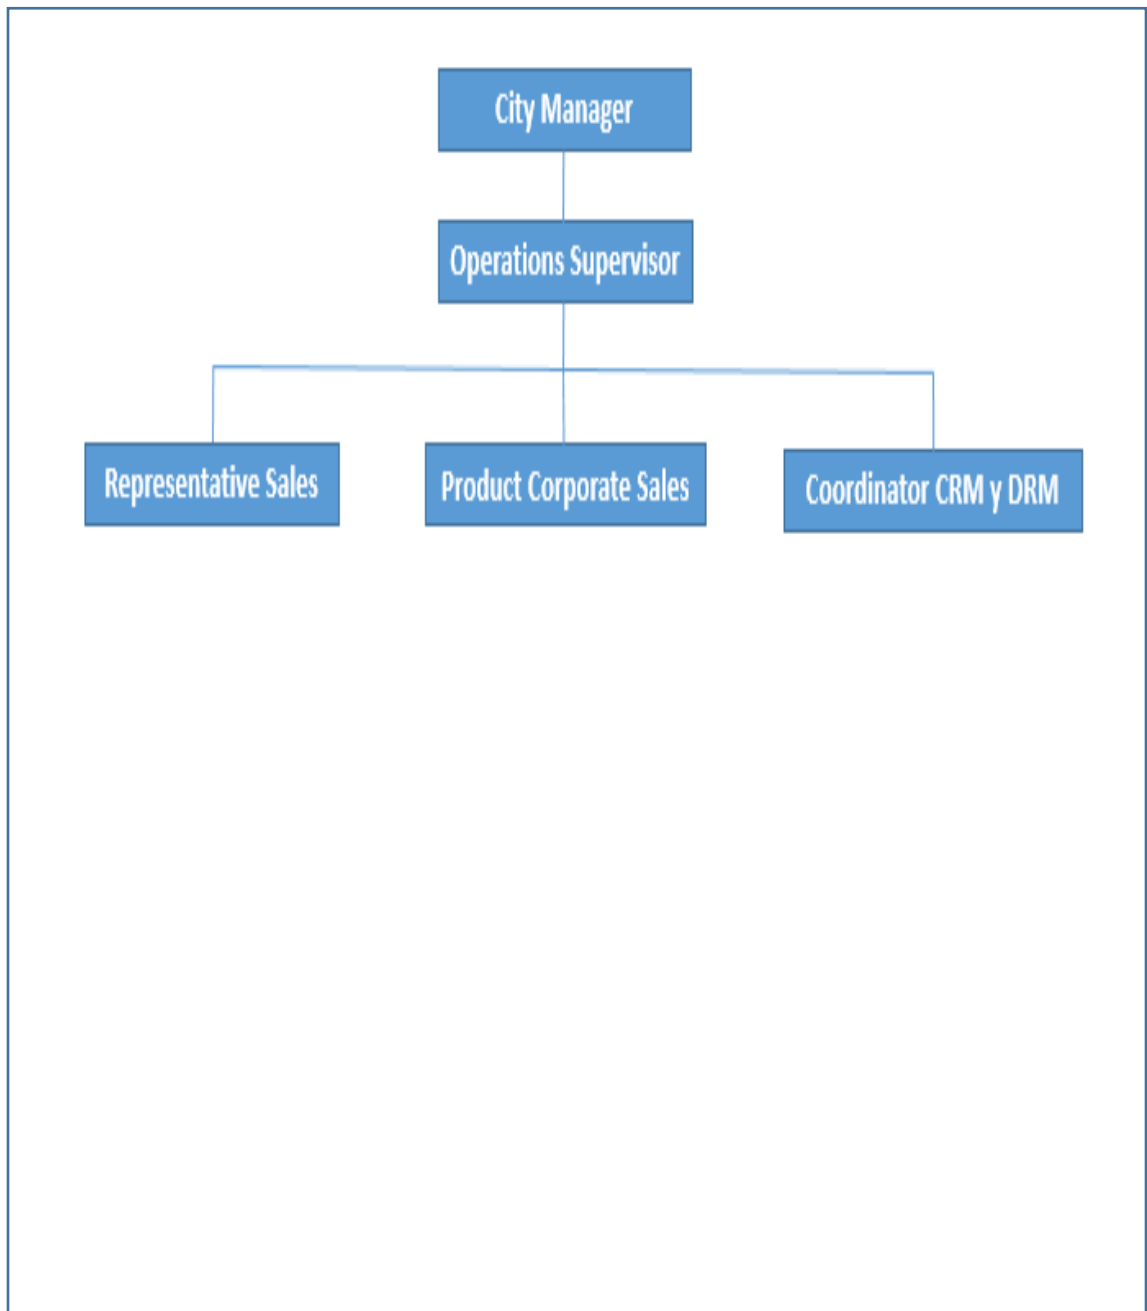 City Manager
Operations Supervisor
Representative Sales
Product Corporate Sales
Coordinator CRM y DRM